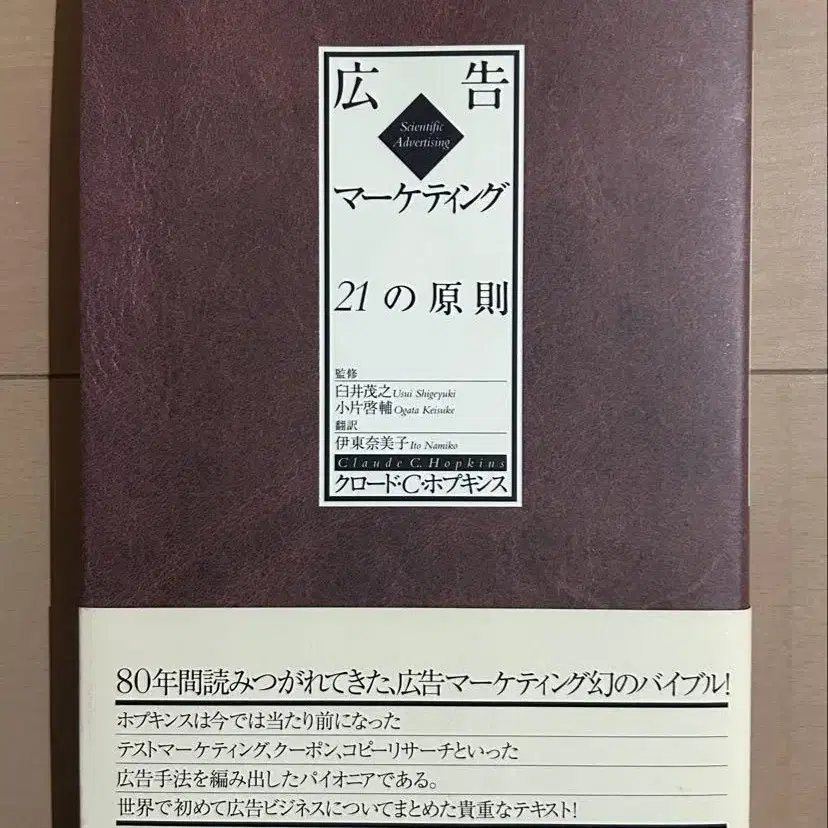 広告
Scientific
Advertising
マーケティング
21の原則
監修
臼井茂之 Usui Shigeyuki
小片啓輔 Ogata Keisuke
翻訳
伊東奈美子 Ito Namiko
Claude C. Hopkins
クロード・C・ホプキンス
80年間読みつがれてきた、広告マーケティング幻のバイブル!
ホプキンスは今では当たり前になった
テストマーケティング、クーポン、コピーリサーチといった
広告手法を編み出したパイオニアである。
世界で初めて広告ビジネスについてまとめた貴重なテキスト!